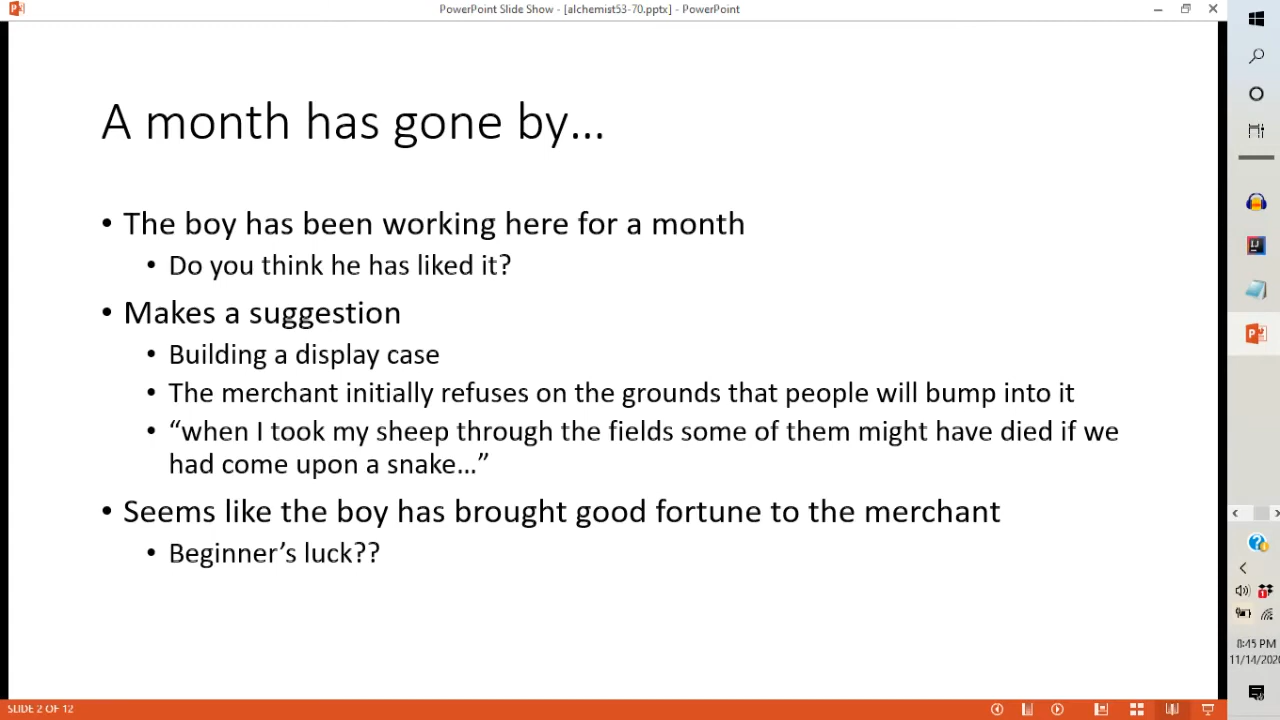 PowerPoint Slide Show - [alchemist53-70.pptx] - PowerPoint
A month has gone by...
• The boy has been working here for a month
• Do you think he has liked it?
• Makes a suggestion
• Building a display case
• The merchant initially refuses on the grounds that people will bump into it
• “when I took my sheep through the fields some of them might have died if we
had come upon a snake...”
• Seems like the boy has brought good fortune to the merchant
• Beginner’s luck??
8:45 PM
11/14/2020
SLIDE 2 OF 12